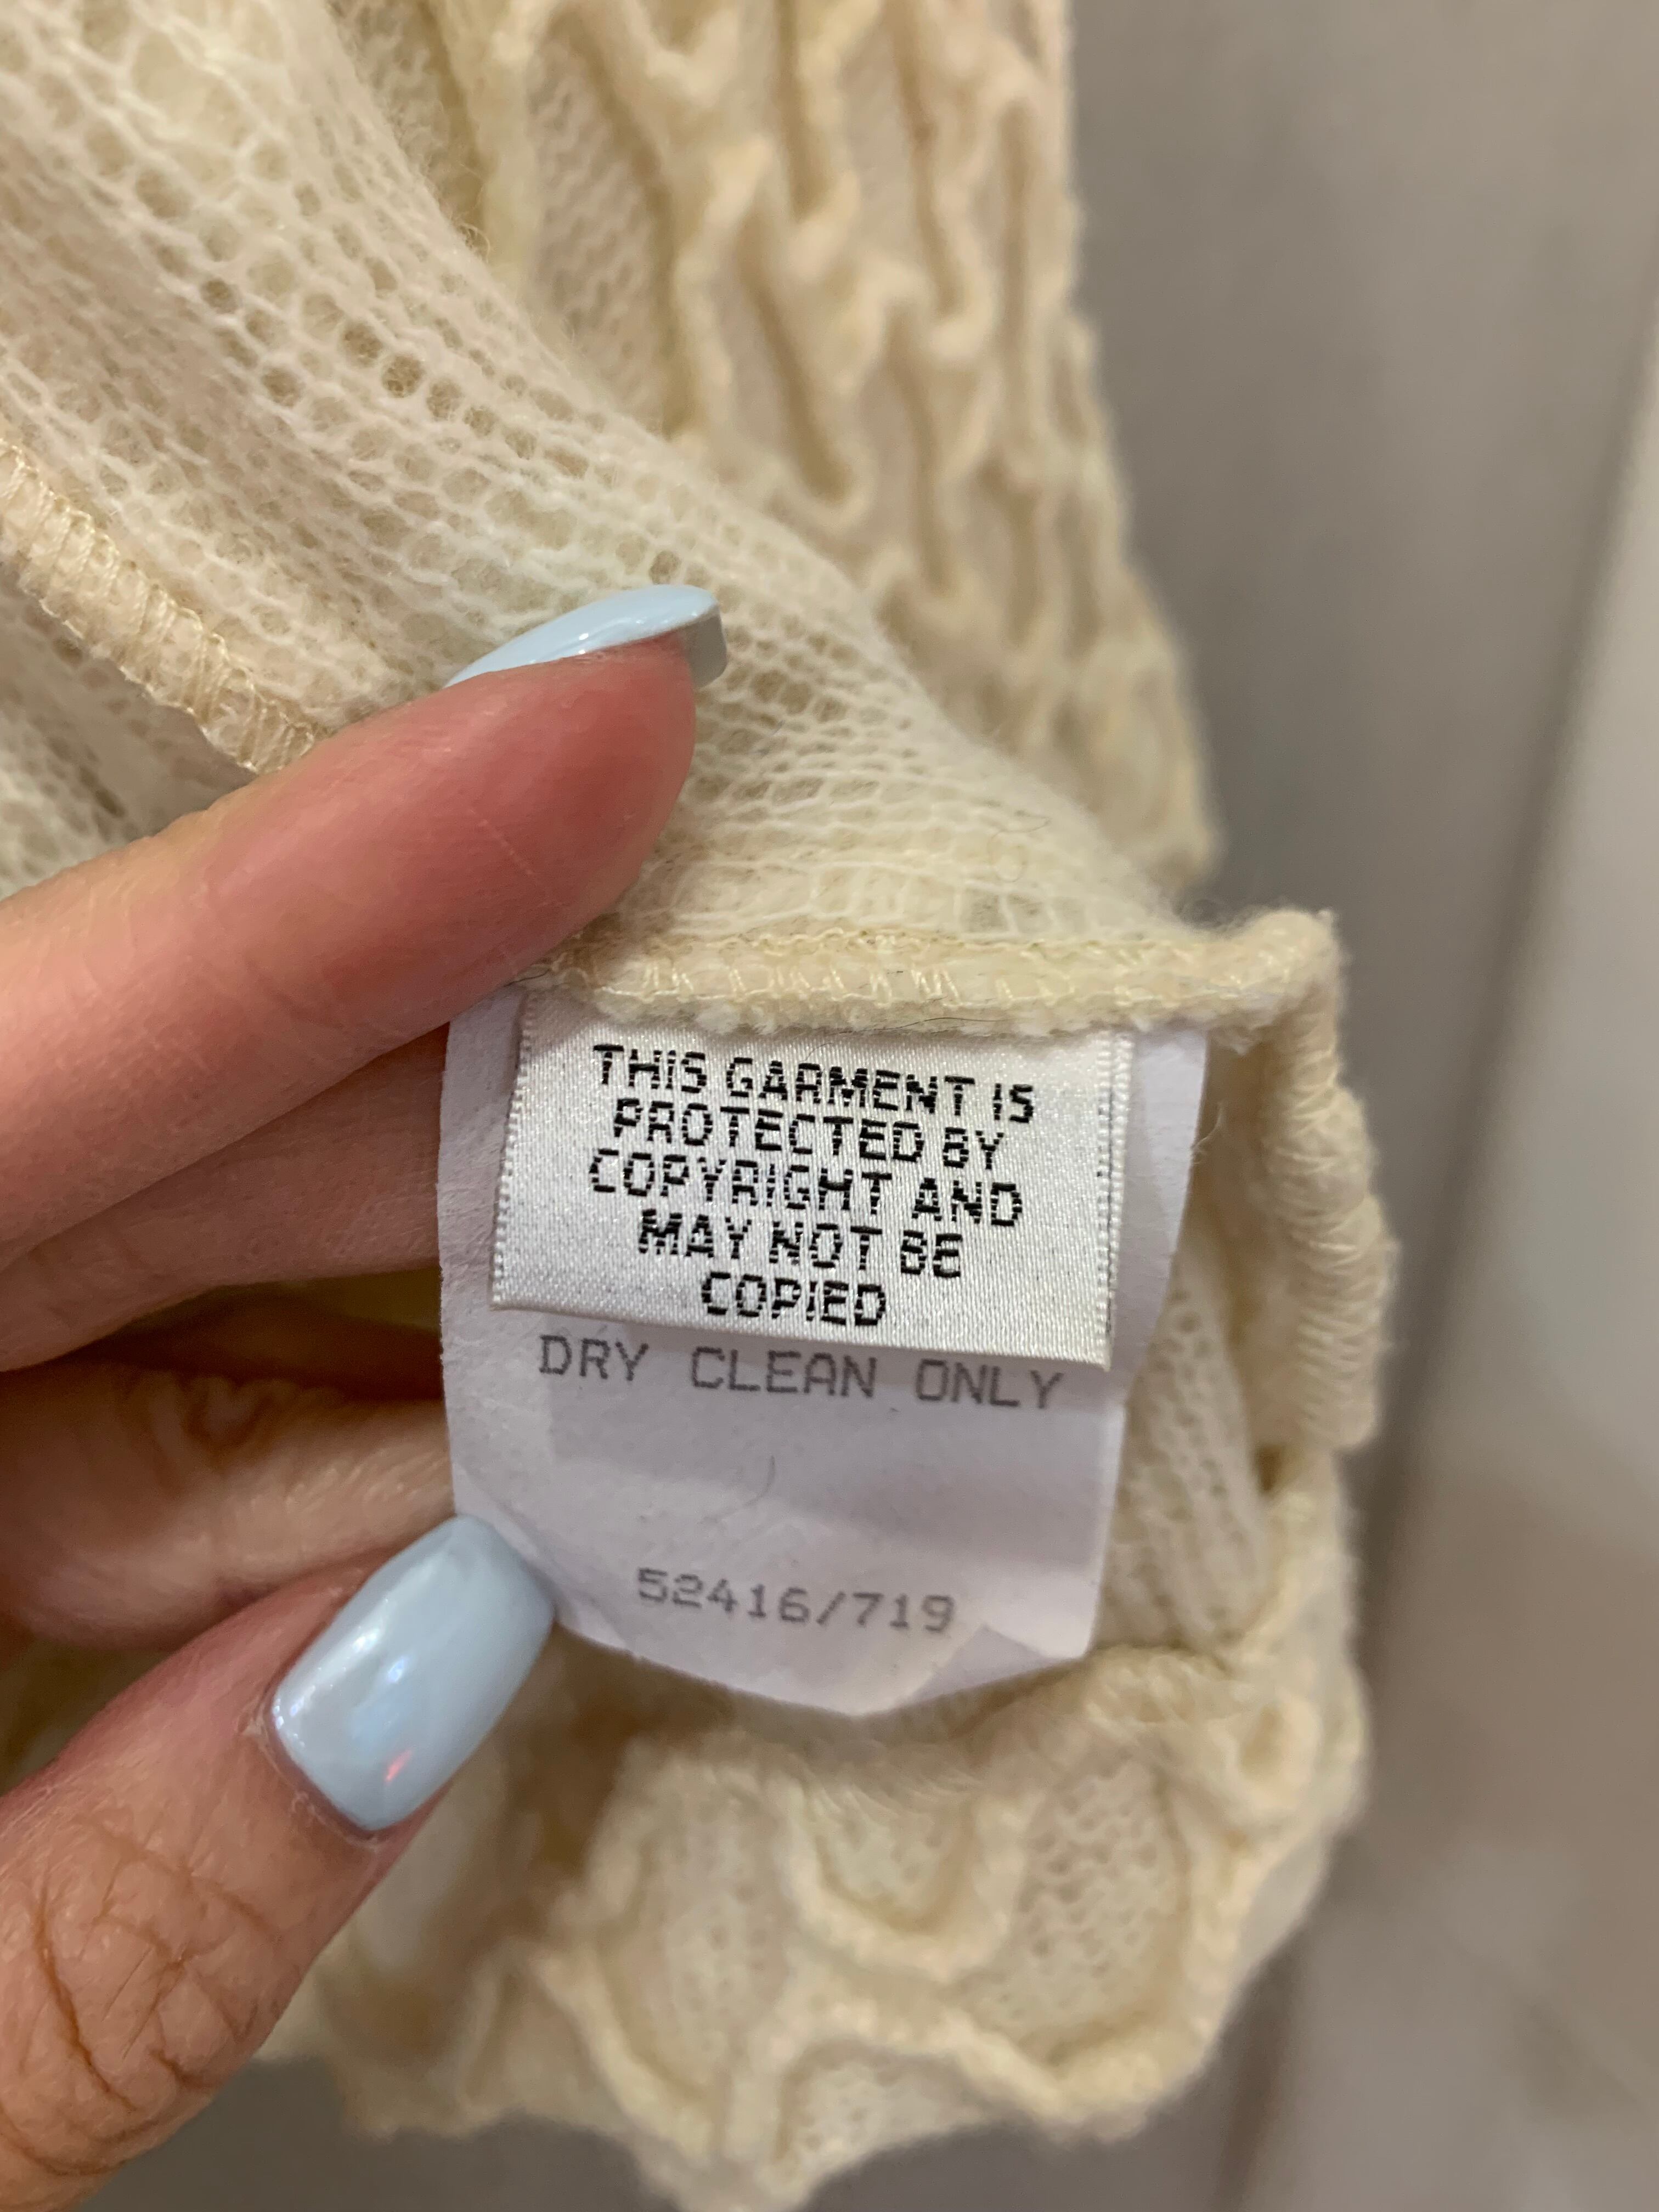 THIS GARMENT IS
PROTECTED BY
COPYRIGHT AND
MAY NOT BE
COPIED
DRY CLEAN ONLY
52416/719